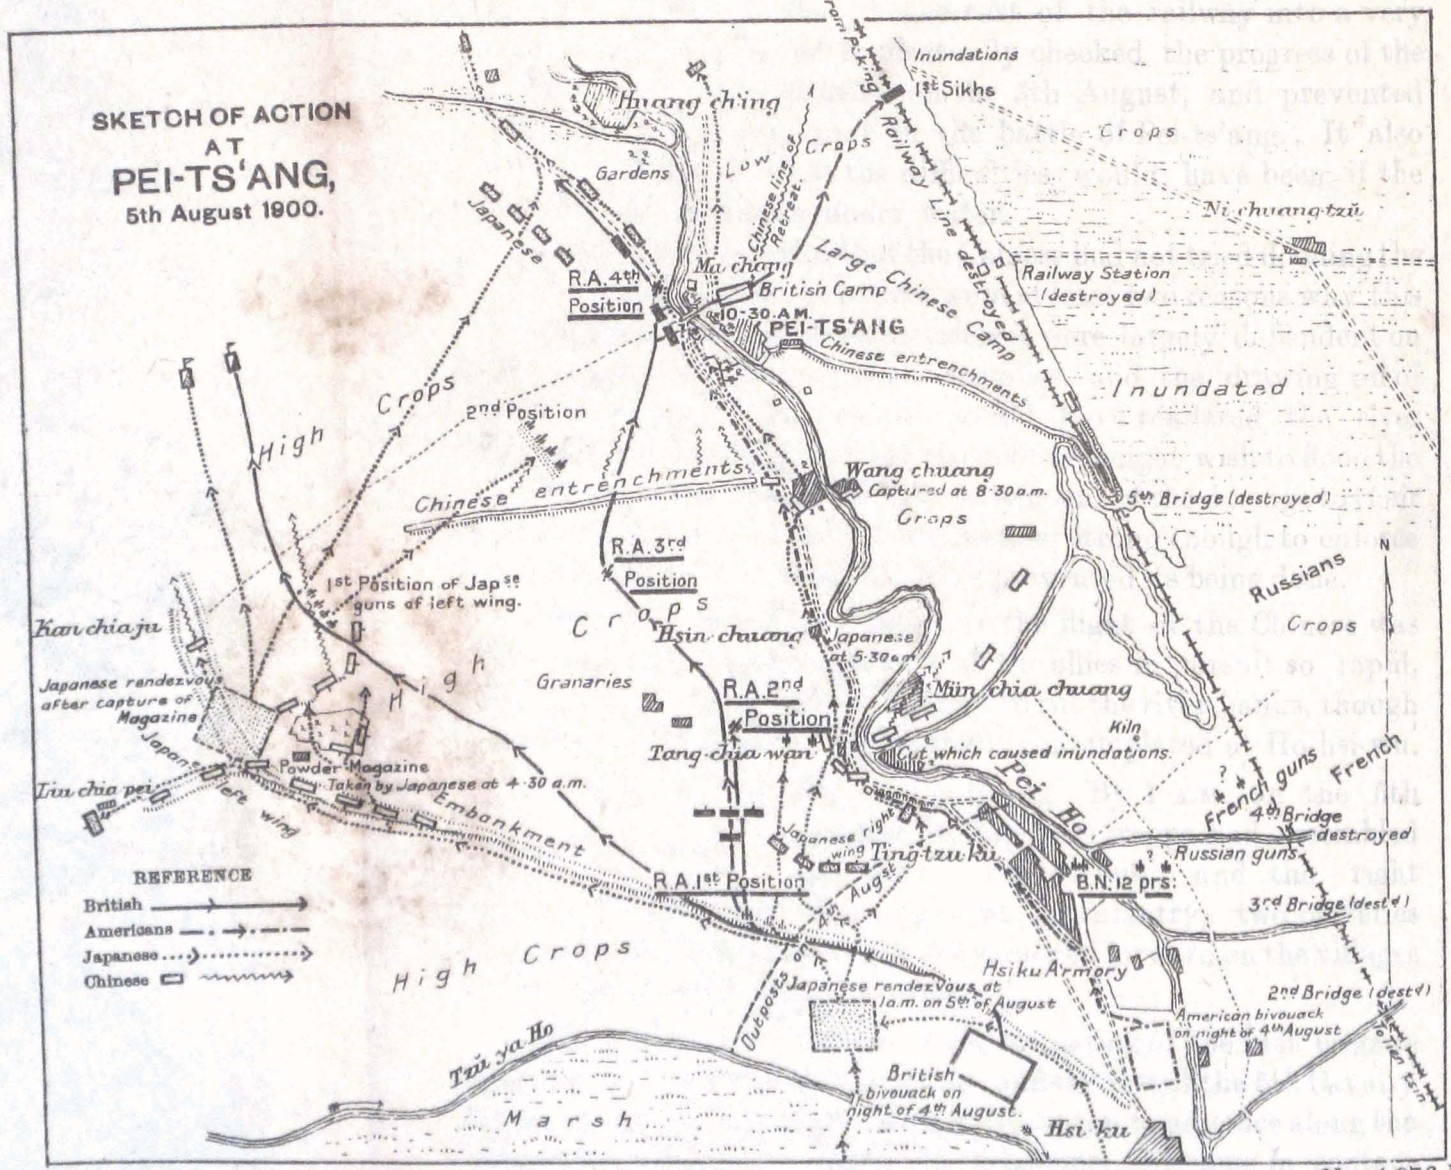 SKETCH OF ACTION
AT
PEI-TS'ANG,
5th August 1900.
From Peking
Inundations
1st Sikhs
Crops
Huang ching
Gardens
Low Crops
Railway Line destroyed
Chinese line of
Retreat
Ni chuang-tzŭ
Japanese
R.A. 4th
Position
Ma chang
British Camp
10-30 A.M.
PEI-TS'ANG
Large Chinese Camp
Railway Station
(destroyed)
Chinese entrenchments
Inundated
High Crops
2nd Position
Chinese entrenchments
Wang chuang
Captured at 8·30 a.m.
Crops
5th Bridge (destroyed)
N
R.A. 3rd
Position
1st Position of Japse
guns of left wing.
Russians
Crops
Kan chia ju
High Crops
Hsin chuang
Japanese
at 5·30 am
Japanese rendezvous
after capture of
Magazine
Granaries
R.A. 2nd
Position
Mün chia chuang
Kiln
Tang chia wan
Cut which caused inundations.
Japanese left wing
Powder Magazine
Taken by Japanese at 4·30 a.m.
Liu chia pei
Embankment
Pei Ho
? French guns
French
4th Bridge
destroyed
Japanese right
wing
Ting tzu ku
? Russian guns
R.A. 1st Position
4th August
B.N. 12 prs.
3rd Bridge (destd)
REFERENCE
British
Americans
Japanese
Chinese
High Crops
Hsiku Armory
Japanese rendezvous at
1a.m. on 5th of August
2nd Bridge (destd)
American bivouack
on night of 4th August
Outposts
Tzŭ ya Ho
British
bivouack on
night of 4th August.
Marsh
Hsi-ku